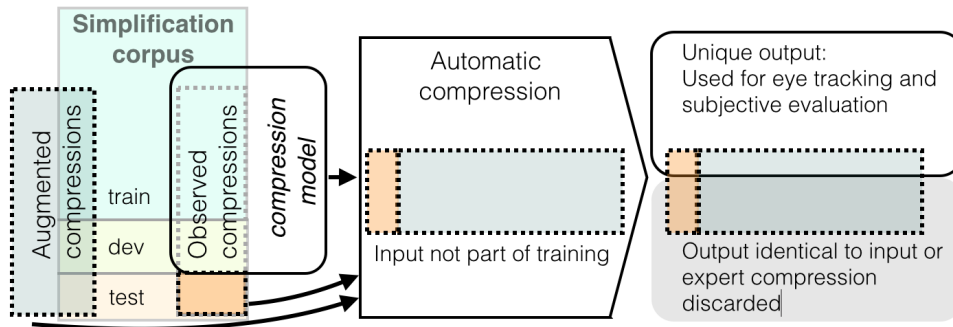 Simplification
corpus
Augmented
compressions
train
dev
test
Observed
compressions
compression
model
Automatic
compression
Input not part of training
Unique output:
Used for eye tracking and
subjective evaluation
Output identical to input or
expert compression
discarded